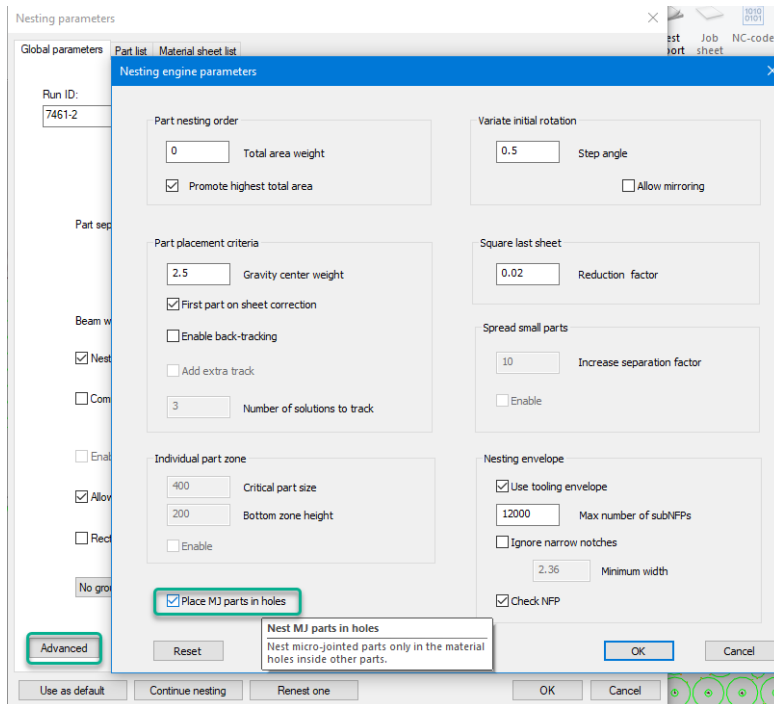 Nesting parameters
Job
NC-code
sheet
Global parameters
Part list
Material sheet list
Nesting engine parameters
Run ID:
7461-2
Part nesting order
0
Total area weight
Promote highest total area
Variate initial rotation
0.5
Step angle
Allow mirroring
Part placement criteria
2.5
Gravity center weight
First part on sheet correction
Enable back-tracking
Add extra track
3
Number of solutions to track
Square last sheet
0.02
Reduction factor
Spread small parts
10
Increase separation factor
Enable
Individual part zone
400
Critical part size
200
Bottom zone height
Enable
Nesting envelope
Use tooling envelope
12000
Max number of subNFPs
Ignore narrow notches
2.36
Minimum width
Check NFP
Place MJ parts in holes
Nest MJ parts in holes
Nest micro-jointed parts only in the material
holes inside other parts.
Part sep
Beam w
Nest
Com
Enab
Allov
Rect
No grou
Advanced
Reset
OK
Cancel
Use as default
Continue nesting
Renest one
OK
Cancel